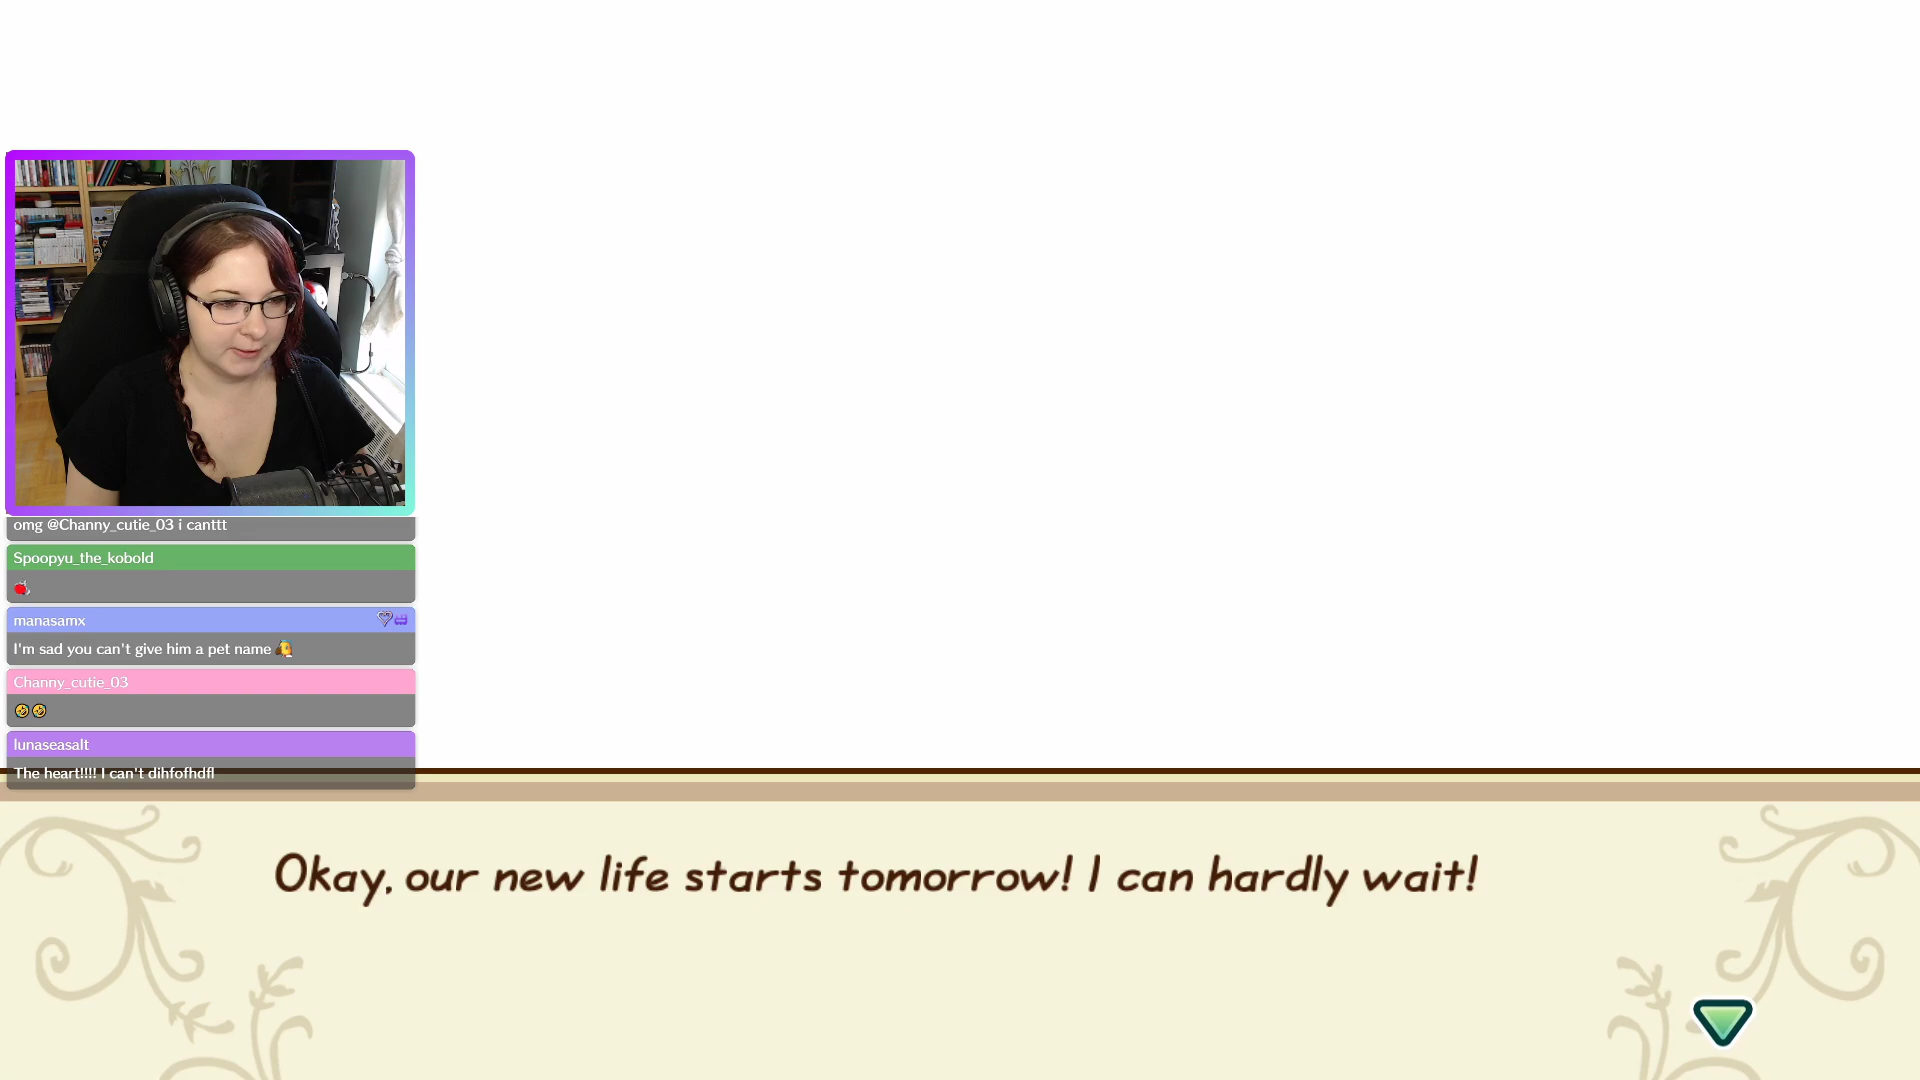 omg @Channy_cutie_03 i canttt
Spoopyu_the_kobold
manasamx
I'm sad you can't give him a pet name
Channy_cutie_03
lunaseasalt
The heart!!!! I can't dihfofhdfl
Okay, our new life starts tomorrow! I can hardly wait!